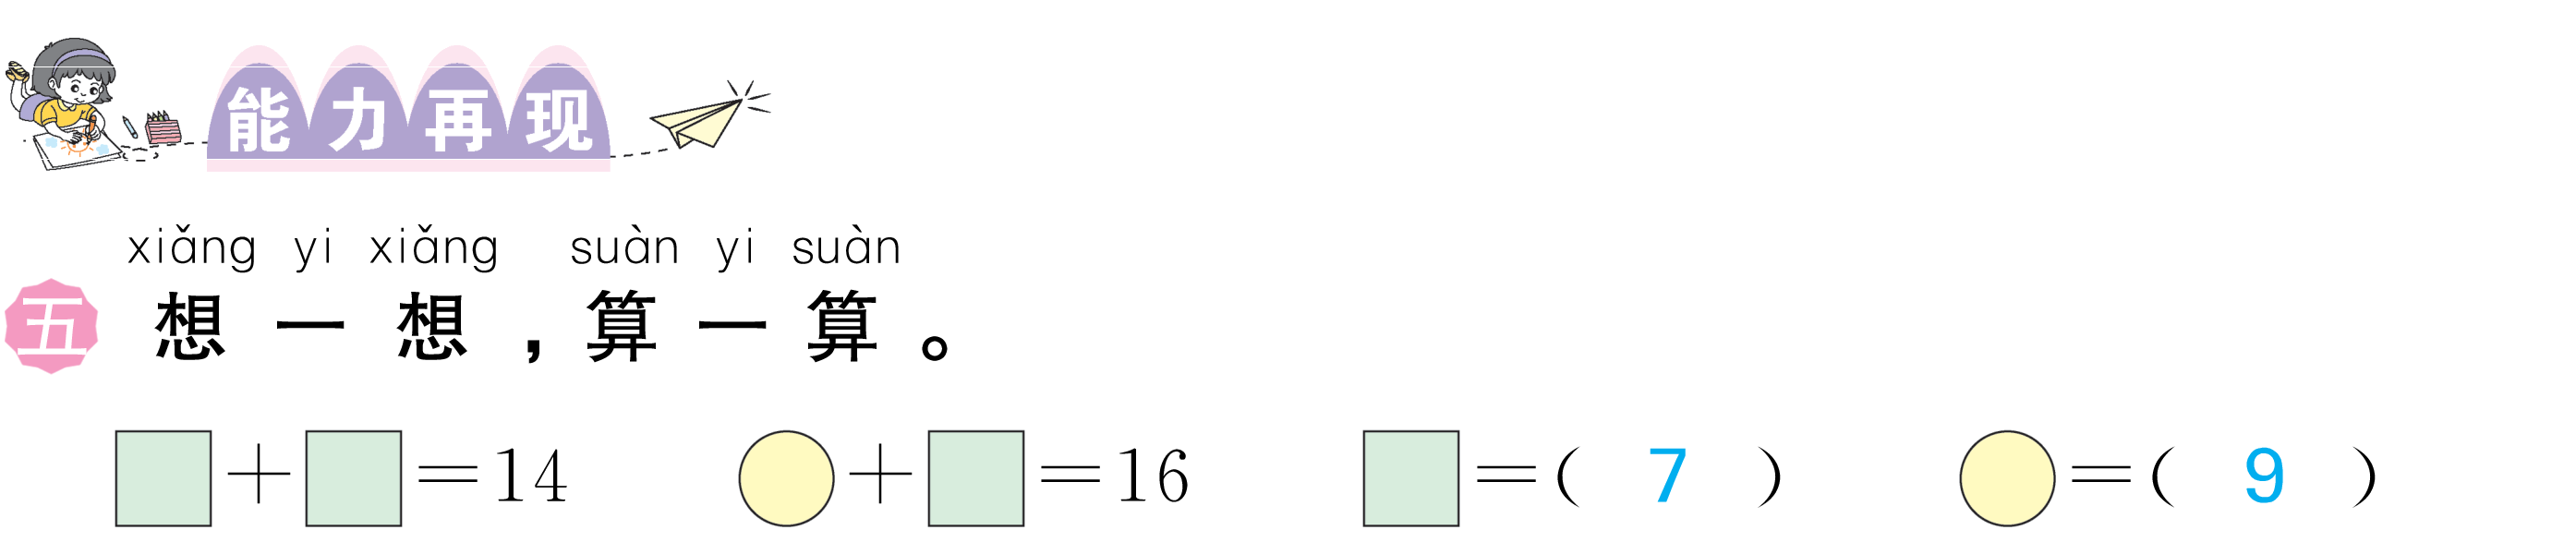 能力再现
xiǎng yi xiǎng suàn yi suàn
五 想一想，算一算。
□+□=14 ○+□=16 □=( 7 ) ○=( 9 )